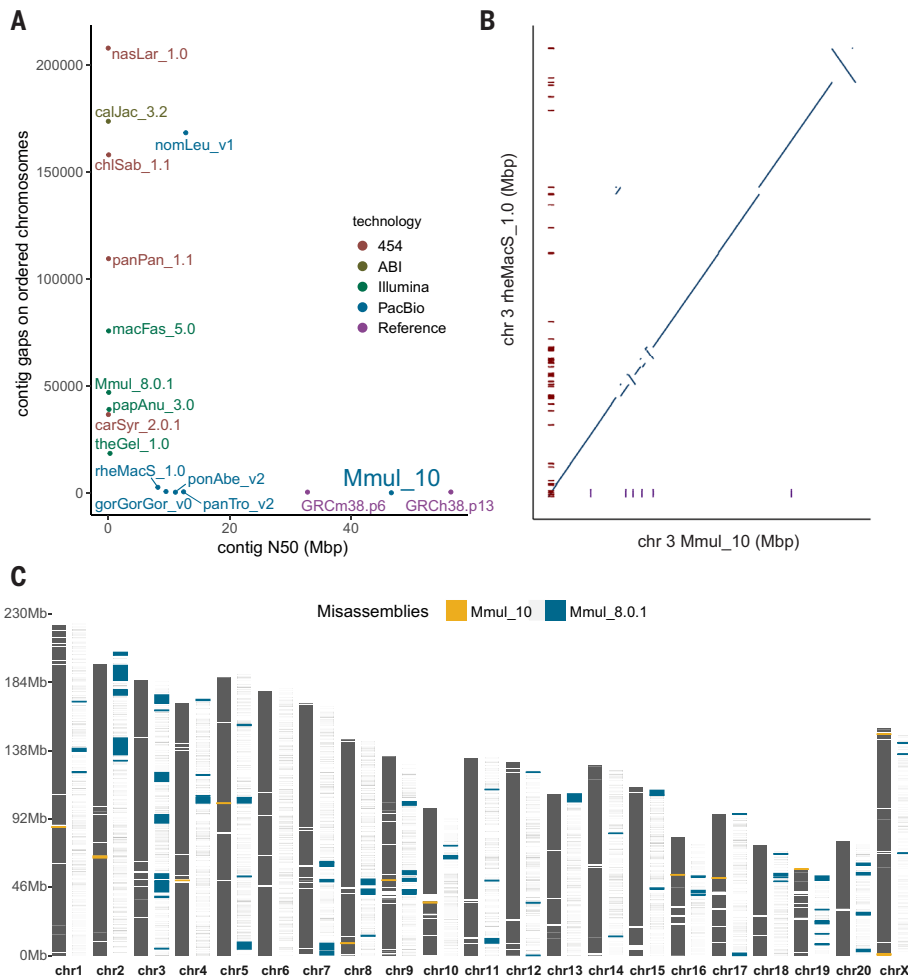 A
contig gaps on ordered chromosomes
200000
150000
100000
50000
0
nasLar_1.0
calJac_3.2
nomLeu_v1
chlSab_1.1
panPan_1.1
macFas_5.0
Mmul_8.0.1
papAnu_3.0
carSyr_2.0.1
theGel_1.0
rheMacS_1.0
ponAbe_v2
Mmul_10
gorGorGor_v0
panTro_v2
GRCm38.p6
GRCh38.p13
technology
454
ABI
Illumina
PacBio
Reference
0
20
40
contig N50 (Mbp)
B
chr 3 rheMacS_1.0 (Mbp)
chr 3 Mmul_10 (Mbp)
C
Misassemblies
Mmul_10
Mmul_8.0.1
230Mb
184Mb
138Mb
92Mb
46Mb
0Mb
chr1 chr2 chr3 chr4 chr5 chr6 chr7 chr8 chr9 chr10 chr11 chr12 chr13 chr14 chr15 chr16 chr17 chr18 chr19 chr20 chrX